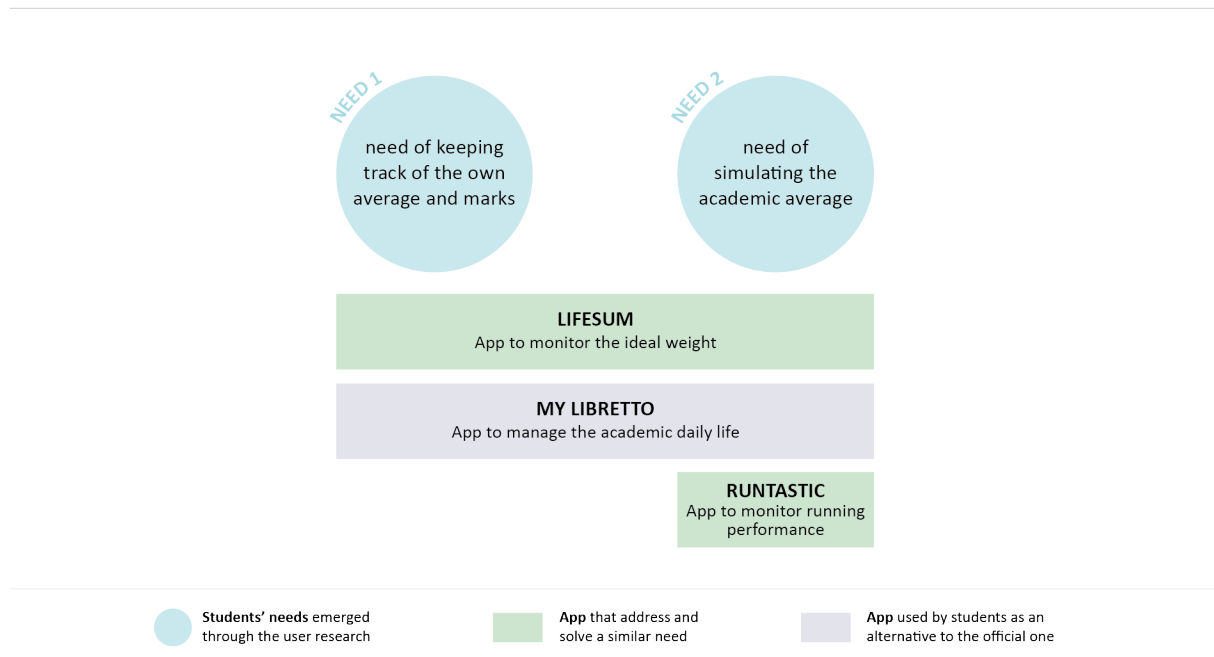 NEED 1
need of keeping
track of the own
average and marks
NEED 2
need of
simulating the
academic average
LIFESUM
App to monitor the ideal weight
MY LIBRETTO
App to manage the academic daily life
RUNTASTIC
App to monitor running
performance
Students’ needs emerged
through the user research
App that address and
solve a similar need
App used by students as an
alternative to the official one